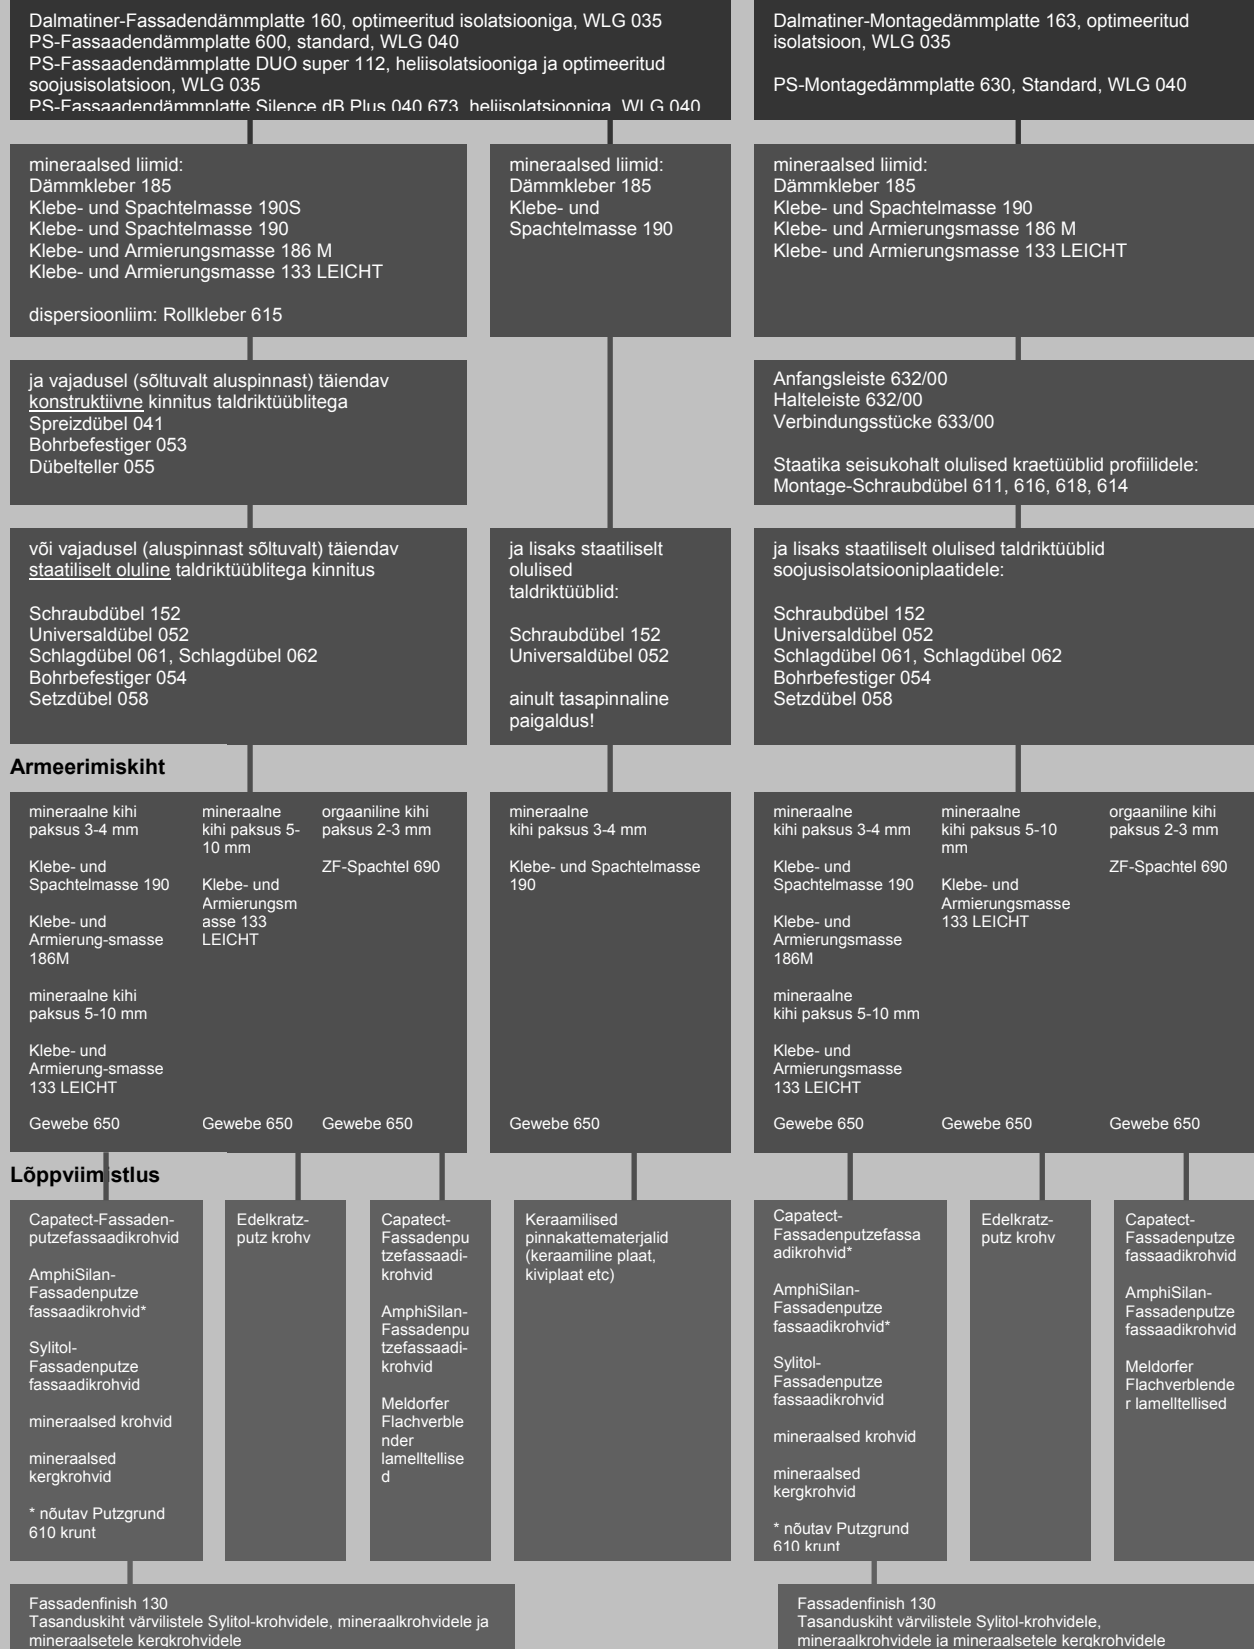 Dalmatiner-Fassadendämmplatte 160, optimeeritud isolatsiooniga, WLG 035
PS-Fassaadendämmplatte 600, standard, WLG 040
PS-Fassaadendämmplatte DUO super 112, heliisolatsiooniga ja optimeeritud
soojusisolatsioon, WLG 035
PS-Fassaadendämmplatte Silence dB Plus 040 673, heliisolatsiooniga, WLG 040
Dalmatiner-Montagedämmplatte 163, optimeeritud
isolatsioon, WLG 035
PS-Montagedämmplatte 630, Standard, WLG 040
mineraalsed liimid:
Dämmkleber 185
Klebe- und Spachtelmasse 190S
Klebe- und Spachtelmasse 190
Klebe- und Armierungsmasse 186 M
Klebe- und Armierungsmasse 133 LEICHT
dispersioonliim: Rollkleber 615
mineraalsed liimid:
Dämmkleber 185
Klebe- und
Spachtelmasse 190
mineraalsed liimid:
Dämmkleber 185
Klebe- und Spachtelmasse 190
Klebe- und Armierungsmasse 186 M
Klebe- und Armierungsmasse 133 LEICHT
ja vajadusel (sõltuvalt aluspinnast) täiendav
konstruktiivne kinnitus taldriktüüblitega
Spreizdübel 041
Bohrbefestiger 053
Dübelteller 055
Anfangsleiste 632/00
Halteleiste 632/00
Verbindungsstücke 633/00
Staatika seisukohalt olulised kraetüüblid profiilidele:
Montage-Schraubdübel 611, 616, 618, 614
või vajadusel (aluspinnast sõltuvalt) täiendav
staatiliselt oluline taldriktüüblitega kinnitus
Schraubdübel 152
Universaldübel 052
Schlagdübel 061, Schlagdübel 062
Bohrbefestiger 054
Setzdübel 058
ja lisaks staatiliselt
olulised
taldriktüüblid:
Schraubdübel 152
Universaldübel 052
ainult tasapinnaline
paigaldus!
ja lisaks staatiliselt olulised taldriktüüblid
soojusisolatsiooniplaatidele:
Schraubdübel 152
Universaldübel 052
Schlagdübel 061, Schlagdübel 062
Bohrbefestiger 054
Setzdübel 058
Armeerimiskiht
mineraalne kihi
paksus 3-4 mm
Klebe- und
Spachtelmasse 190
Klebe- und
Armierung-smasse
186M
mineraalne kihi
paksus 5-10 mm
Klebe- und
Armierung-smasse
133 LEICHT
Gewebe 650
mineraalne
kihi paksus 5-
10 mm
Klebe- und
Armierungsm
asse 133
LEICHT
Gewebe 650
orgaaniline kihi
paksus 2-3 mm
ZF-Spachtel 690
Gewebe 650
mineraalne
kihi paksus 3-4 mm
Klebe- und Spachtelmasse
190
Gewebe 650
mineraalne
kihi paksus 3-4 mm
Klebe- und
Spachtelmasse 190
Klebe- und
Armierungsmasse
186M
mineraalne
kihi paksus 5-10 mm
Klebe- und
Armierungsmasse
133 LEICHT
Gewebe 650
mineraalne
kihi paksus 5-10
mm
Klebe- und
Armierungsmasse
133 LEICHT
Gewebe 650
orgaaniline kihi
paksus 2-3 mm
ZF-Spachtel 690
Gewebe 650
Lõppviimistlus
Capatect-Fassaden-
putzefassaadikrohvid
AmphiSilan-
Fassadenputze
fassaadikrohvid*
Sylitol-
Fassadenputze
fassaadikrohvid
mineraalsed krohvid
mineraalsed
kergkrohvid
* nõutav Putzgrund
610 krunt
Edelkratz-
putz krohv
Capatect-
Fassadenpu
tzefassaadi-
krohvid
AmphiSilan-
Fassadenpu
tzefassaadi-
krohvid
Meldorfer
Flachverble
nder
lamelltellise
d
Keraamilised
pinnakattematerjalid
(keraamiline plaat,
kiviplaat etc)
Capatect-
Fassadenputzefassa
adikrohvid*
AmphiSilan-
Fassadenputze
fassaadikrohvid*
Sylitol-
Fassadenputze
fassaadikrohvid
mineraalsed krohvid
mineraalsed
kergkrohvid
* nõutav Putzgrund
610 krunt
Edelkratz-
putz krohv
Capatect-
Fassadenputze
fassaadikrohvid
AmphiSilan-
Fassadenputze
fassaadikrohvid
Meldorfer
Flachverblende
r lamelltellised
Fassadenfinish 130
Tasanduskiht värvilistele Sylitol-krohvidele, mineraalkrohvidele ja
mineraalsetele kergkrohvidele
Fassadenfinish 130
Tasanduskiht värvilistele Sylitol-krohvidele,
mineraalkrohvidele ja mineraalsetele kergkrohvidele